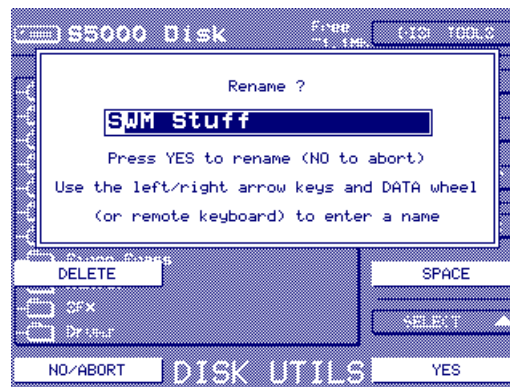 S5000 Disk
Free
DISK TOOLS
Rename ?
SWM Stuff
Press YES to rename (NO to abort)
Use the left/right arrow keys and DATA wheel
(or remote keyboard) to enter a name
DELETE
SPACE
SFX
SELECT
Drums
NO/ABORT
DISK UTILS
YES